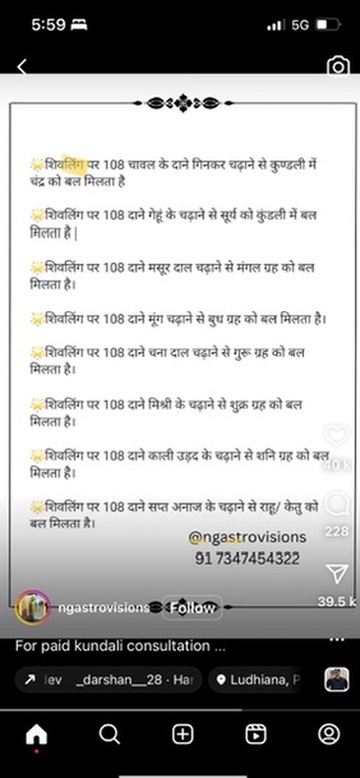 5:59
5G
🌟शिवलिंग पर 108 चावल के दाने गिनकर चढ़ाने से कुण्डली में
चंद्र को बल मिलता है
🌟शिवलिंग पर 108 दाने गेहूं के चढ़ाने से सूर्य को कुंडली में बल
मिलता है |
🌟शिवलिंग पर 108 दाने मसूर दाल चढ़ाने से मंगल ग्रह को बल
मिलता है।
🌟शिवलिंग पर 108 दाने मूंग चढ़ाने से बुध ग्रह को बल मिलता है।
🌟शिवलिंग पर 108 दाने चना दाल चढ़ाने से गुरू ग्रह को बल
मिलता है।
🌟शिवलिंग पर 108 दाने मिश्री के चढ़ाने से शुक्र ग्रह को बल
मिलता है।
🌟शिवलिंग पर 108 दाने काली उड़द के चढ़ाने से शनि ग्रह को बल
मिलता है।
40k
🌟शिवलिंग पर 108 दाने सप्त अनाज के चढ़ाने से राहू/ केतु को
बल मिलता है।
228
@ngastrovisions
91 7347454322
39.5k
ngastrovisions Follow
For paid kundali consultation ...
_darshan__28 · Har
Ludhiana, P